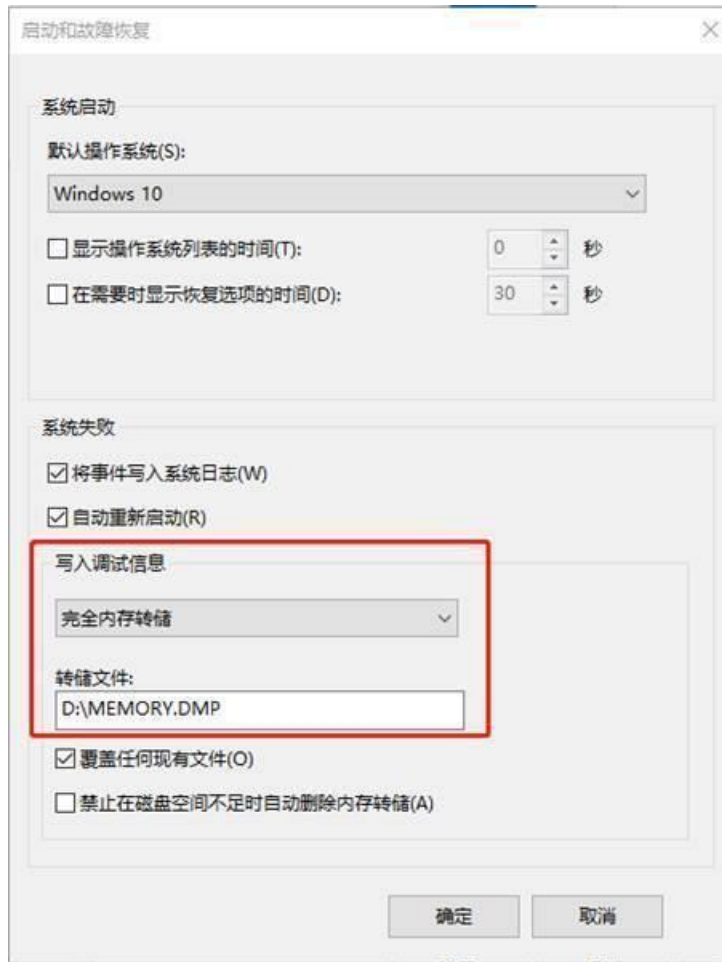 启动和故障恢复
系统启动
默认操作系统(S):
Windows 10
显示操作系统列表的时间(T): 0 秒
在需要时显示恢复选项的时间(D): 30 秒
系统失败
将事件写入系统日志(W)
自动重新启动(R)
写入调试信息
完全内存转储
转储文件:
D:\MEMORY.DMP
覆盖任何现有文件(O)
禁止在磁盘空间不足时自动删除内存转储(A)
确定 取消